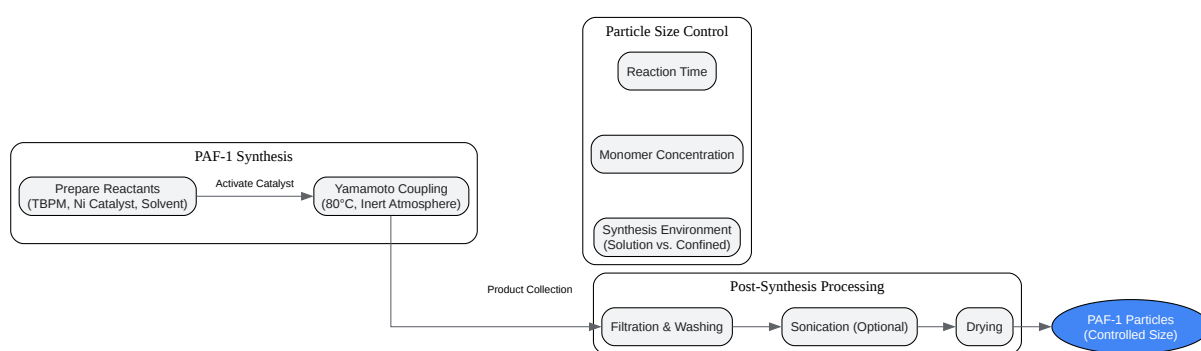 Particle Size Control
Reaction Time
Monomer Concentration
Synthesis Environment
(Solution vs. Confined)
PAF-1 Synthesis
Prepare Reactants
(TBPM, Ni Catalyst, Solvent)
Activate Catalyst
Yamamoto Coupling
(80°C, Inert Atmosphere)
Product Collection
Post-Synthesis Processing
Filtration & Washing
Sonication (Optional)
Drying
PAF-1 Particles
(Controlled Size)